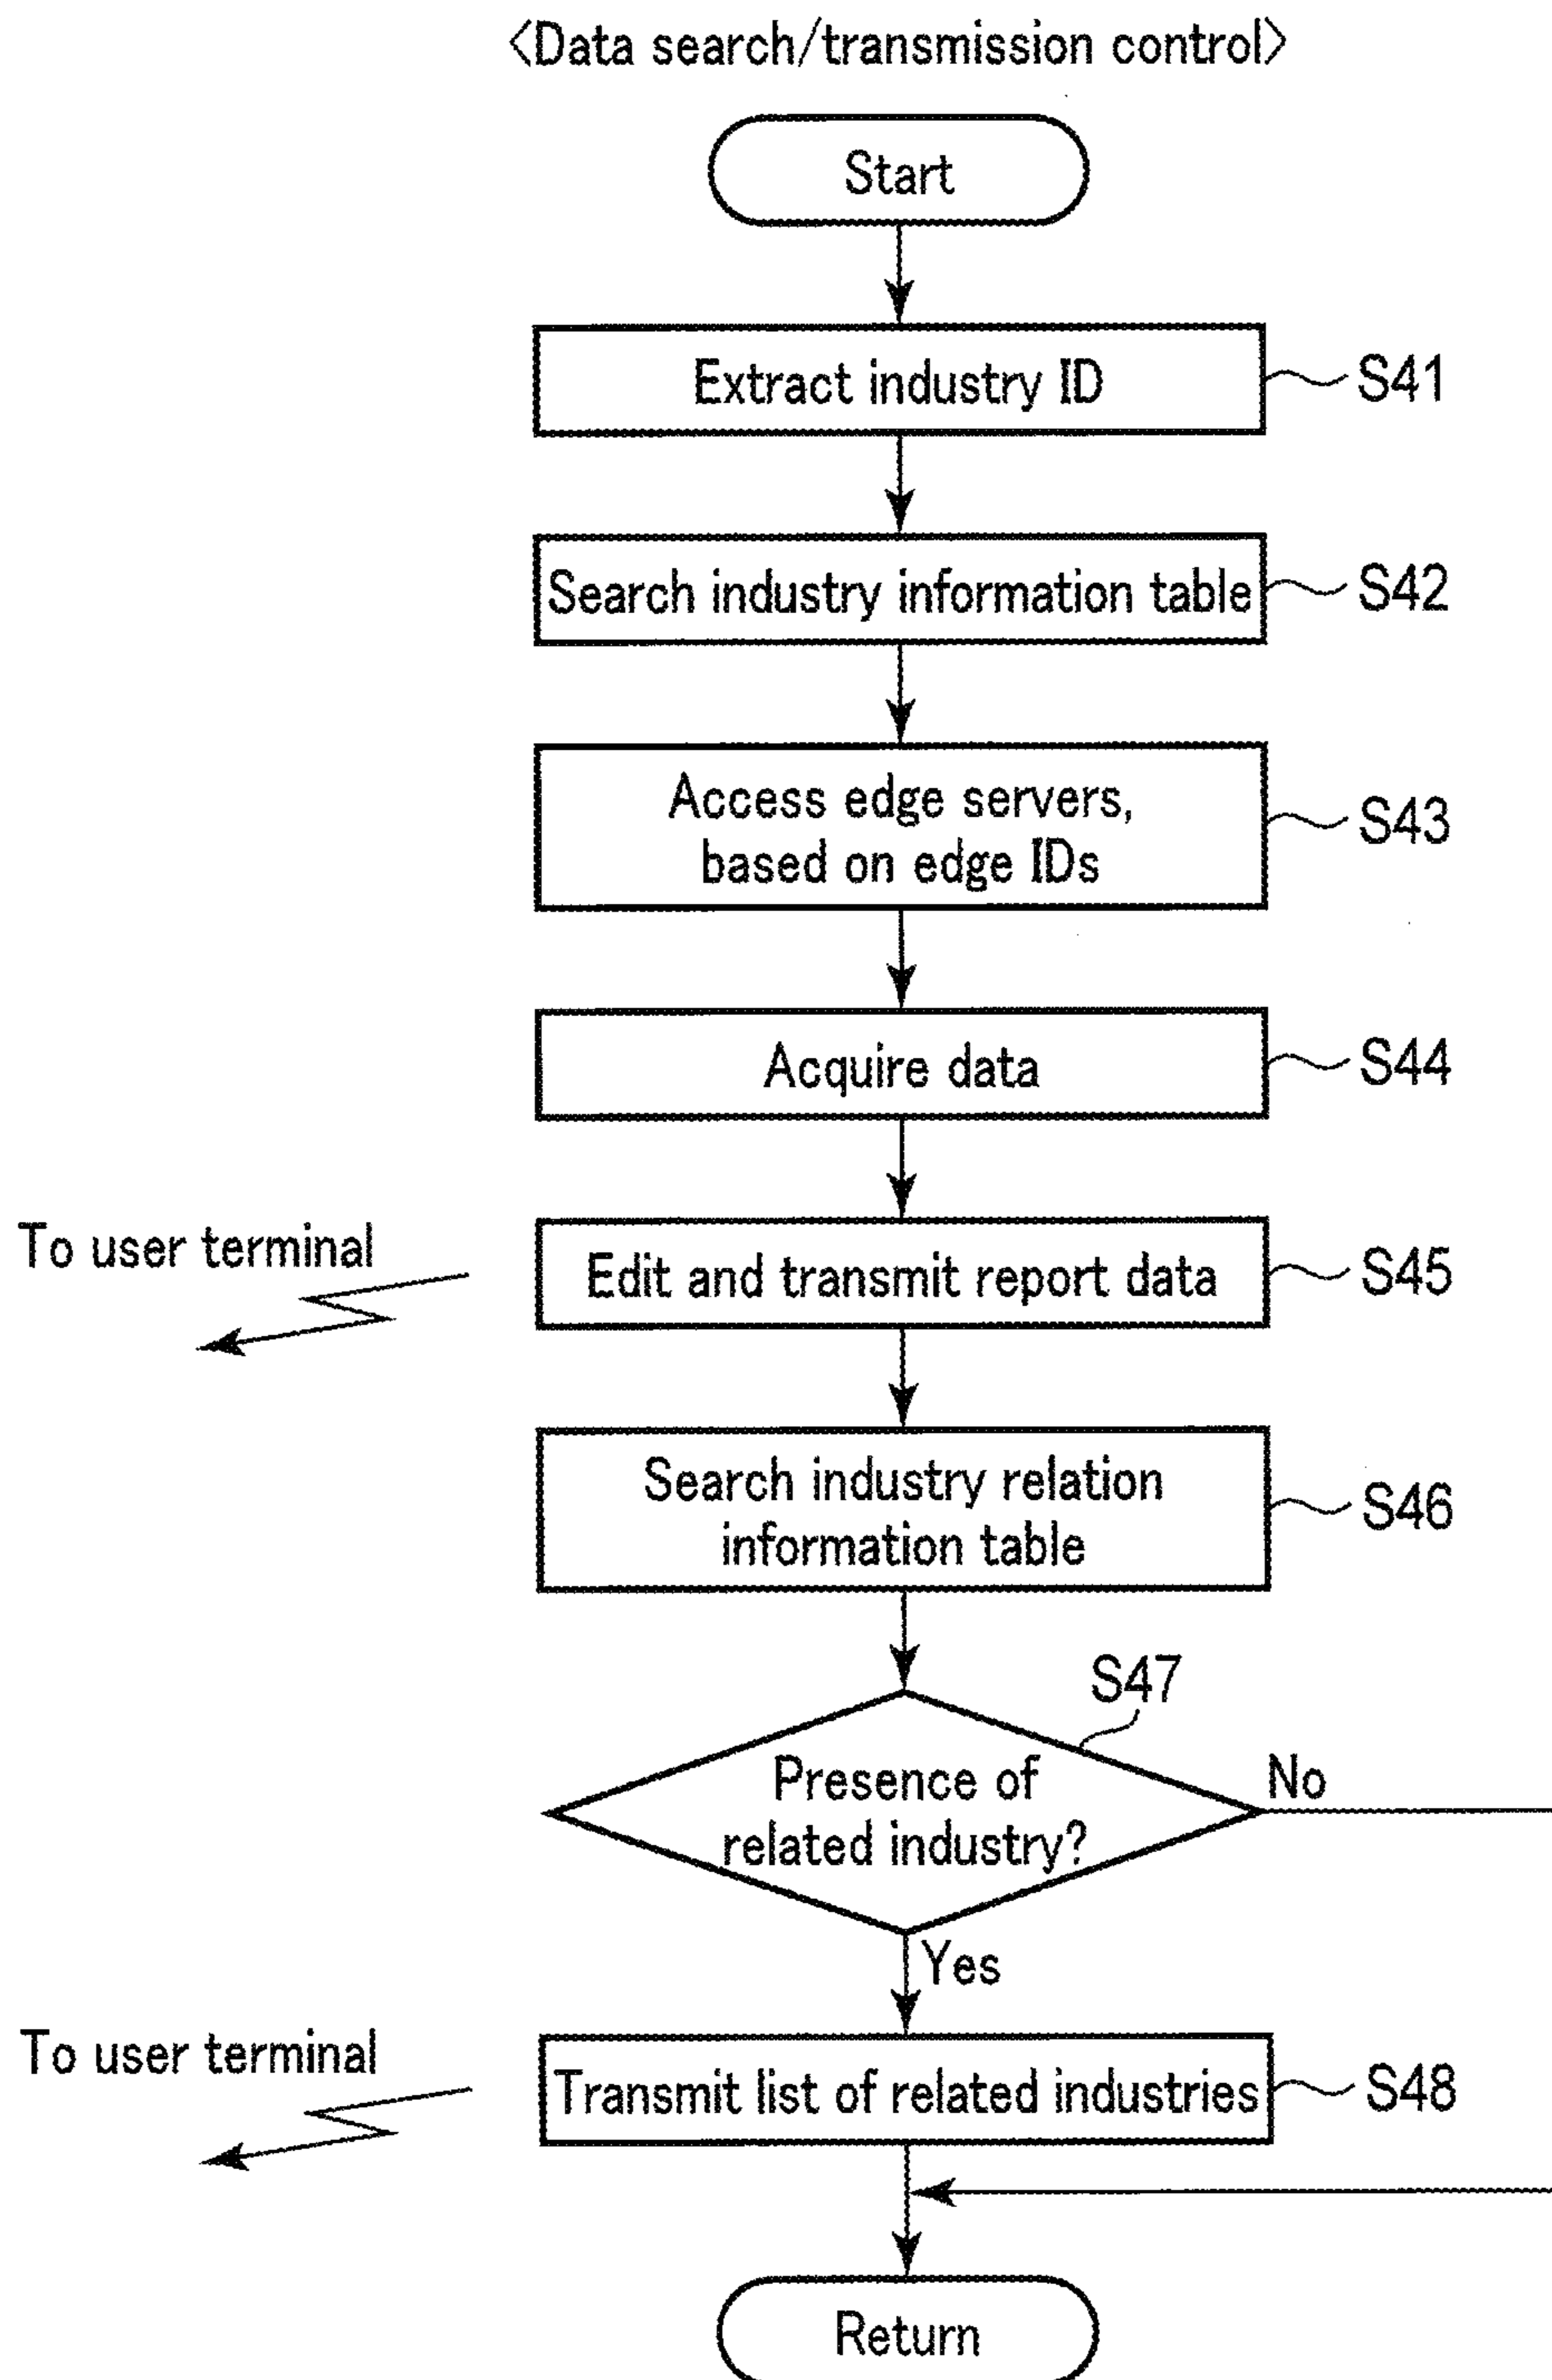 <Data search/transmission control>
Start
Extract industry ID
S41
Search industry information table
S42
Access edge servers,
based on edge IDs
S43
Acquire data
S44
To user terminal
Edit and transmit report data
S45
Search industry relation
information table
S46
S47
Presence of
related industry?
No
Yes
To user terminal
Transmit list of related industries
S48
Return